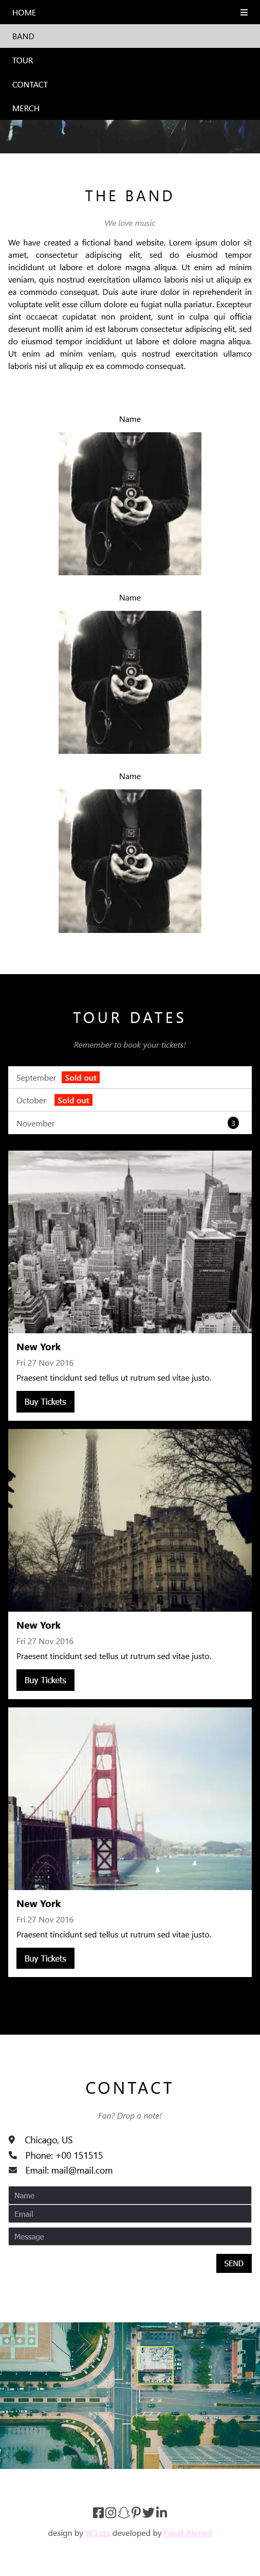 HOME
BAND
TOUR
CONTACT
MERCH
THE BAND
We love music
We have created a fictional band website. Lorem ipsum dolor sit
amet, consectetur adipiscing elit, sed do eiusmod tempor
incididunt ut labore et dolore magna aliqua. Ut enim ad minim
veniam, quis nostrud exercitation ullamco laboris nisi ut aliquip ex
ea commodo consequat. Duis aute irure dolor in reprehenderit in
voluptate velit esse cillum dolore eu fugiat nulla pariatur. Excepteur
sint occaecat cupidatat non proident, sunt in culpa qui officia
deserunt mollit anim id est laborum consectetur adipiscing elit, sed
do eiusmod tempor incididunt ut labore et dolore magna aliqua.
Ut enim ad minim veniam, quis nostrud exercitation ullamco
laboris nisi ut aliquip ex ea commodo consequat.
Name
Name
Name
TOUR DATES
Remember to book your tickets!
September Sold out
October Sold out
November 3
New York
Fri 27 Nov 2016
Praesent tincidunt sed tellus ut rutrum sed vitae justo.
Buy Tickets
New York
Fri 27 Nov 2016
Praesent tincidunt sed tellus ut rutrum sed vitae justo.
Buy Tickets
New York
Fri 27 Nov 2016
Praesent tincidunt sed tellus ut rutrum sed vitae justo.
Buy Tickets
CONTACT
Fan? Drop a note!
Chicago, US
Phone: +00 151515
Email: mail@mail.com
Name
Email
Message
SEND
design by W3.css developed by Faisal Ahmed